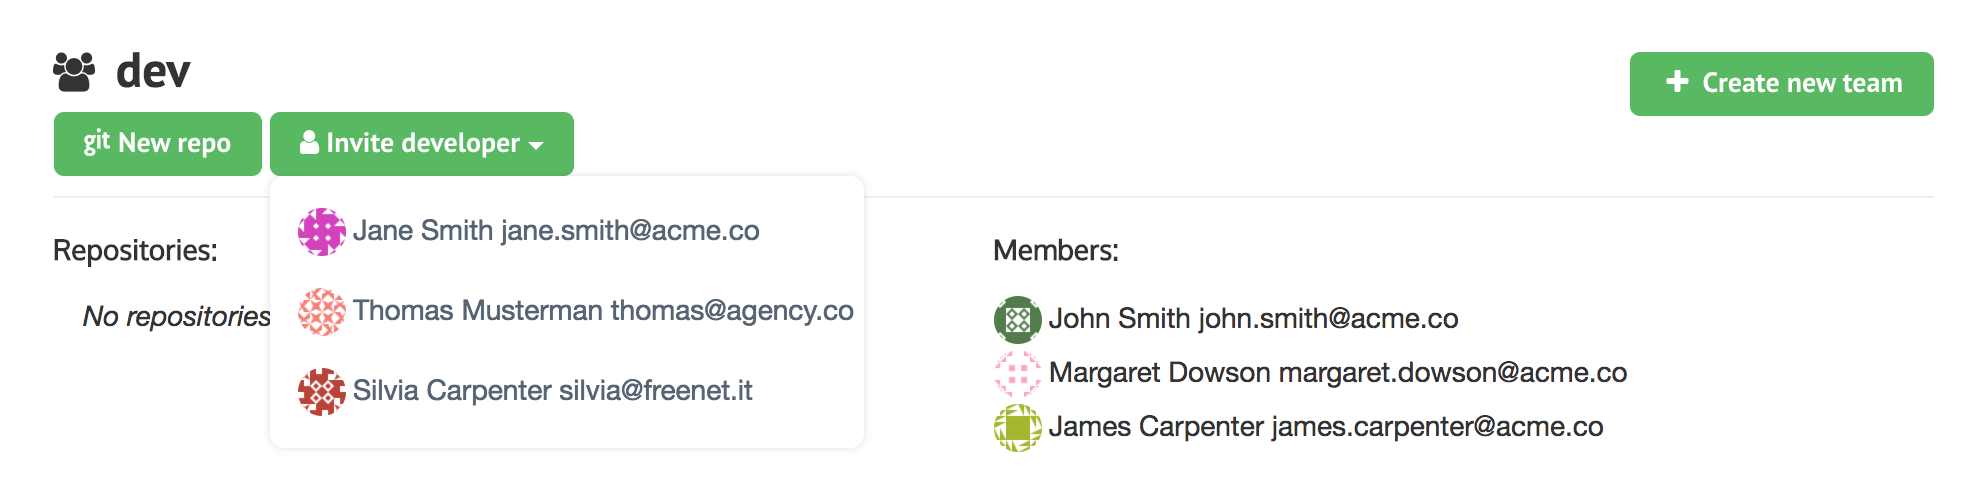 dev
Create new team
git New repo
Invite developer
Jane Smith jane.smith@acme.co
Thomas Musterman thomas@agency.co
Silvia Carpenter silvia@freenet.it
Repositories:
No repositories
Members:
John Smith john.smith@acme.co
Margaret Dowson margaret.dowson@acme.co
James Carpenter james.carpenter@acme.co